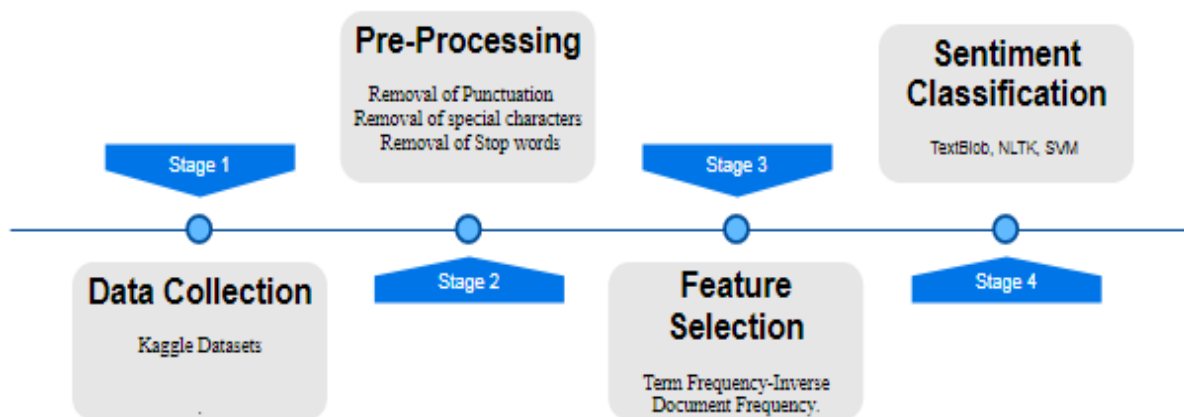 Pre-Processing
Removal of Punctuation
Removal of special characters
Removal of Stop words
Sentiment
Classification
TextBlob, NLTK, SVM
Stage 1
Stage 3
Data Collection
Kaggle Datasets
.
Stage 2
Feature
Selection
Term Frequency-Inverse
Document Frequency.
Stage 4